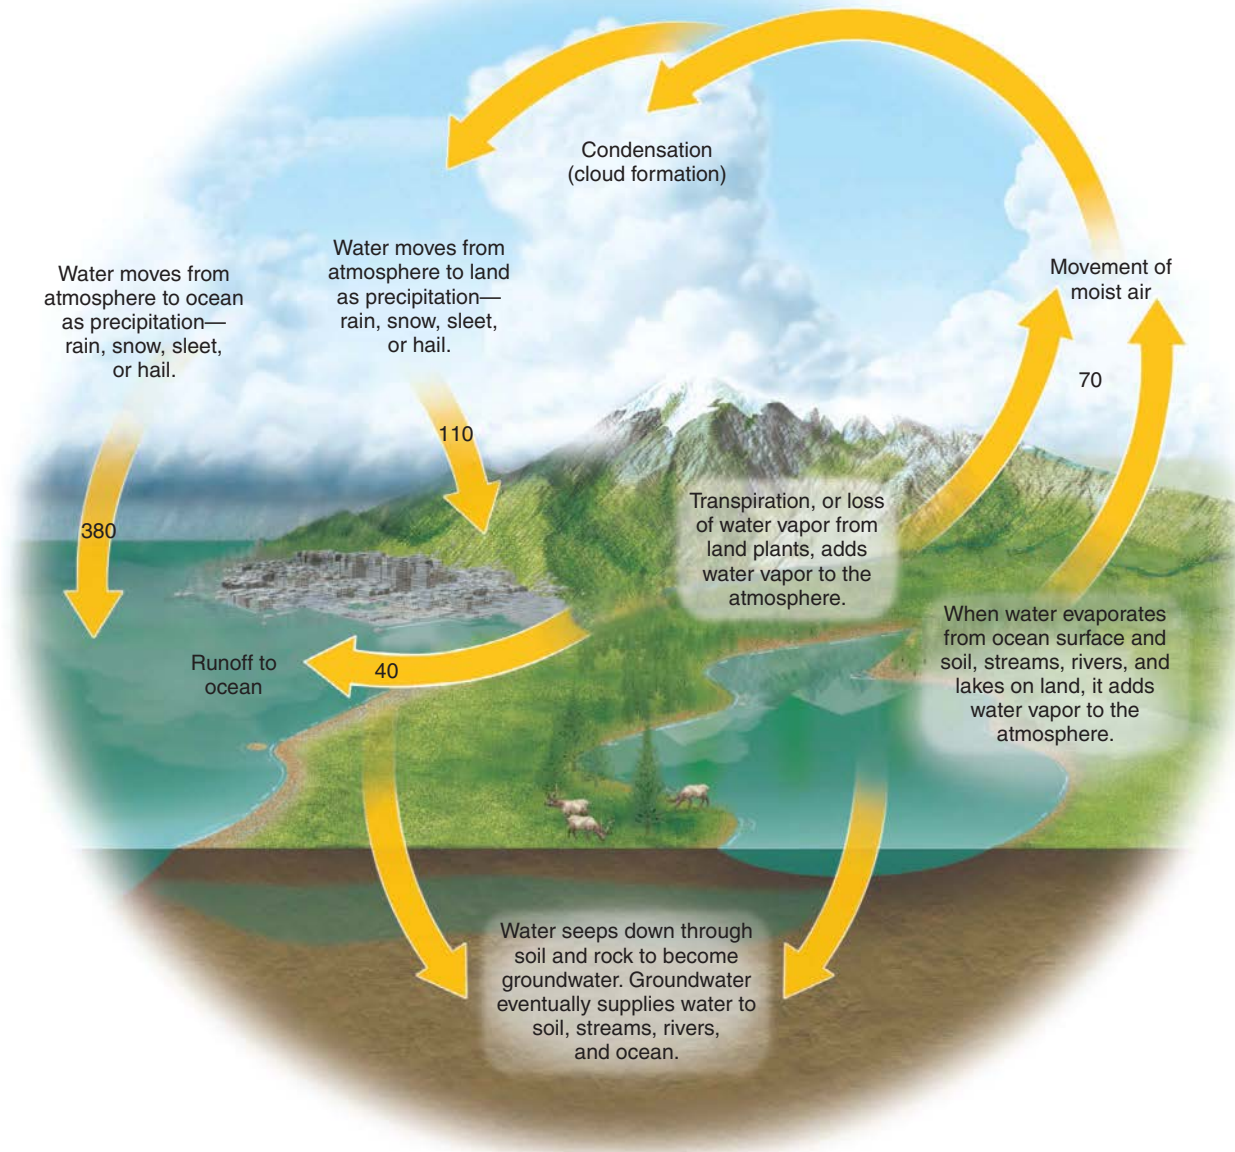 Condensation
(cloud formation)
Water moves from
atmosphere to ocean
as precipitation—
rain, snow, sleet,
or hail.
Water moves from
atmosphere to land
as precipitation—
rain, snow, sleet,
or hail.
Movement of
moist air
70
110
380
Transpiration, or loss
of water vapor from
land plants, adds
water vapor to the
atmosphere.
When water evaporates
from ocean surface and
soil, streams, rivers, and
lakes on land, it adds
water vapor to the
atmosphere.
Runoff to
ocean
40
Water seeps down through
soil and rock to become
groundwater. Groundwater
eventually supplies water to
soil, streams, rivers,
and ocean.